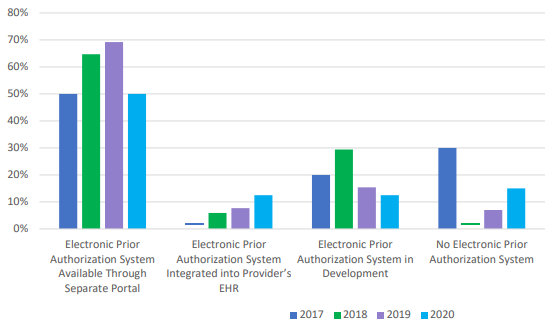 80%
70%
60%
50%
40%
30%
20%
10%
0%
Electronic Prior
Authorization System
Available Through
Separate Portal
Electronic Prior
Authorization System
Integrated into Provider's
EHR
Electronic Prior
Authorization System in
Development
No Electronic Prior
Authorization System
2017 2018 2019 2020